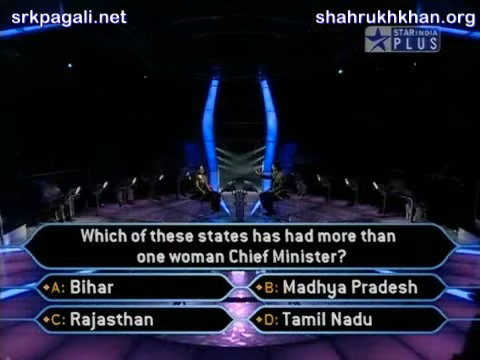 srkpagali.net
shahrukhkhan.org
STAR INDIA
PLUS
Which of these states has had more than
one woman Chief Minister?
A: Bihar
B: Madhya Pradesh
C: Rajasthan
D: Tamil Nadu